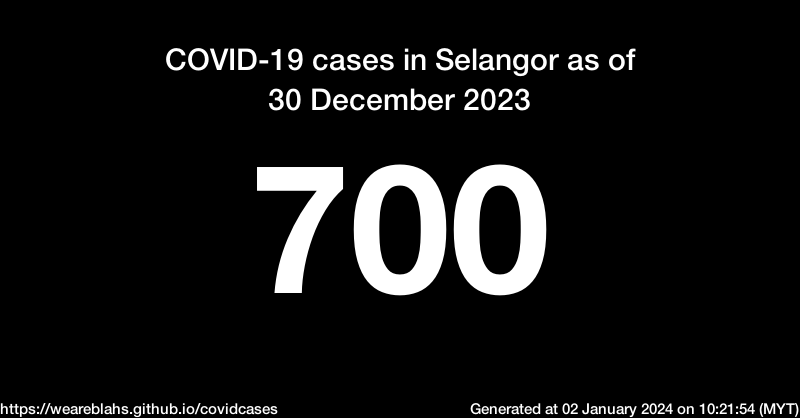 COVID-19 cases in Selangor as of
30 December 2023
700
https://weareblahs.github.io/covidcases
Generated at 02 January 2024 on 10:21:54 (MYT)